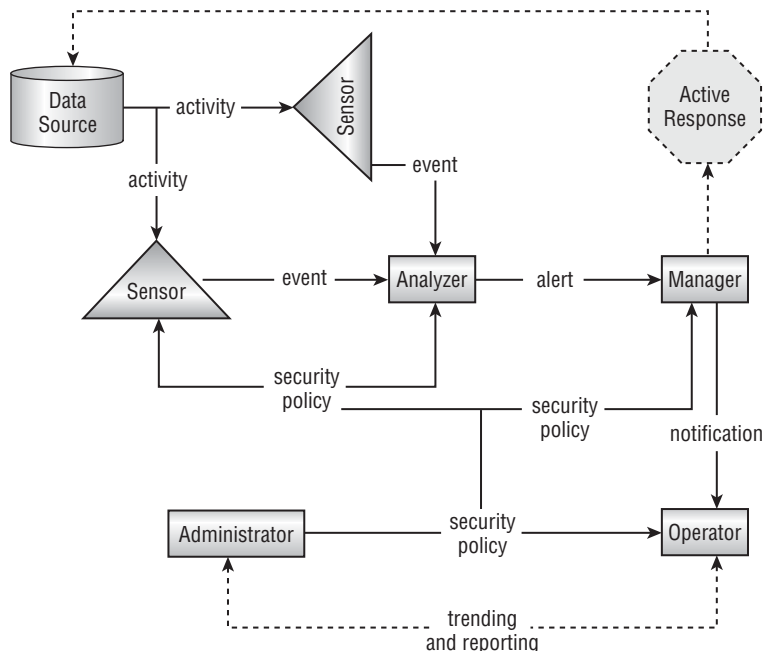 Data
Source
activity
Sensor
Active
Response
event
activity
Sensor
event
Analyzer
alert
Manager
security
policy
security
policy
notification
Administrator
security
policy
Operator
trending
and reporting